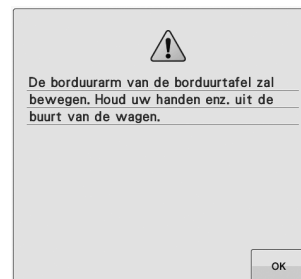 De borduurarm van de borduurtafel zal
bewegen. Houd uw handen enz. uit de
buurt van de wagen.
OK